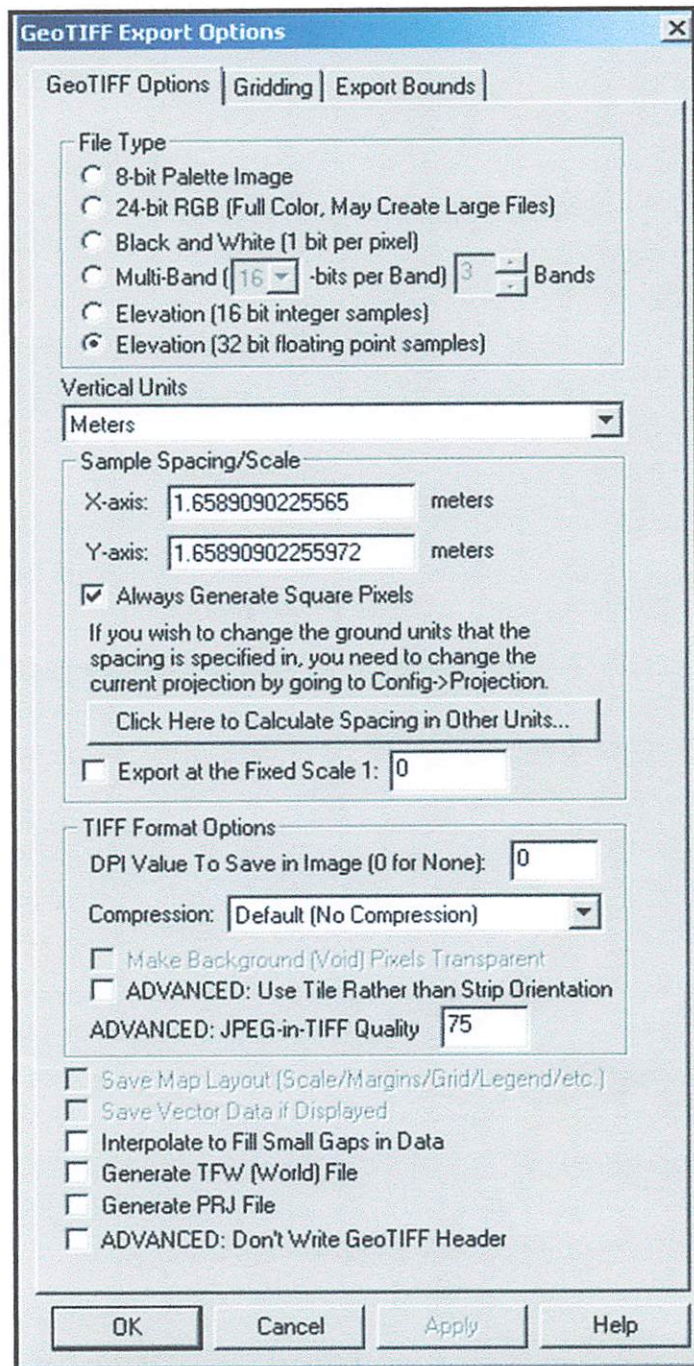 GeoTIFF Export Options
GeoTIFF Options Gridding Export Bounds
File Type
8-bit Palette Image
24-bit RGB (Full Color, May Create Large Files)
Black and White (1 bit per pixel)
Multi-Band (16 -bits per Band) 3 Bands
Elevation (16 bit integer samples)
Elevation (32 bit floating point samples)
Vertical Units
Meters
Sample Spacing/Scale
X-axis: 1.6589090225565 meters
Y-axis: 1.65890902255972 meters
Always Generate Square Pixels
If you wish to change the ground units that the
spacing is specified in, you need to change the
current projection by going to Config->Projection.
Click Here to Calculate Spacing in Other Units...
Export at the Fixed Scale 1: 0
TIFF Format Options
DPI Value To Save in Image (0 for None): 0
Compression: Default (No Compression)
Make Background (Void) Pixels Transparent
ADVANCED: Use Tile Rather than Strip Orientation
ADVANCED: JPEG-in-TIFF Quality 75
Save Map Layout (Scale/Margins/Grid/Legend/etc.)
Save Vector Data if Displayed
Interpolate to Fill Small Gaps in Data
Generate TFW (World) File
Generate PRJ File
ADVANCED: Don't Write GeoTIFF Header
OK Cancel Apply Help